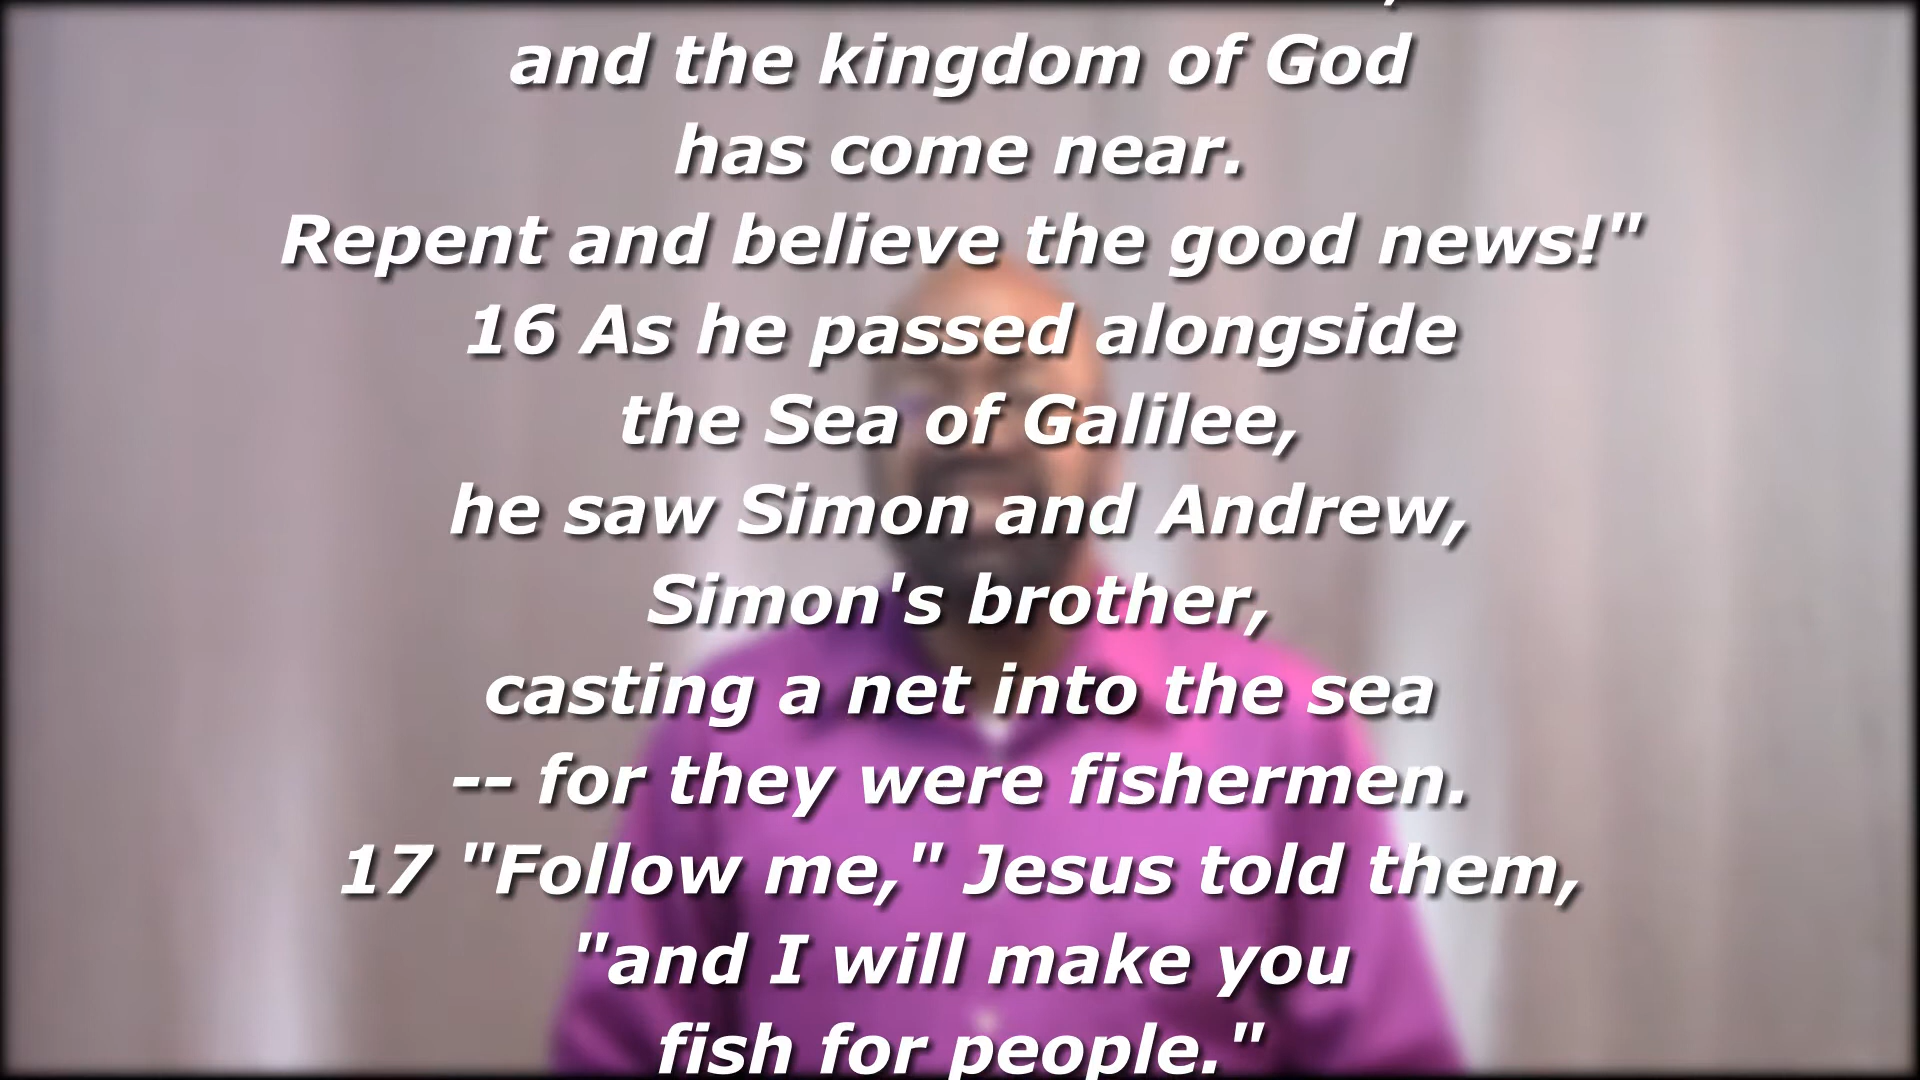 and the kingdom of God
has come near.
Repent and believe the good news!"
16 As he passed alongside
the Sea of Galilee,
he saw Simon and Andrew,
Simon's brother,
casting a net into the sea
-- for they were fishermen.
17 "Follow me," Jesus told them,
"and I will make you
fish for people."